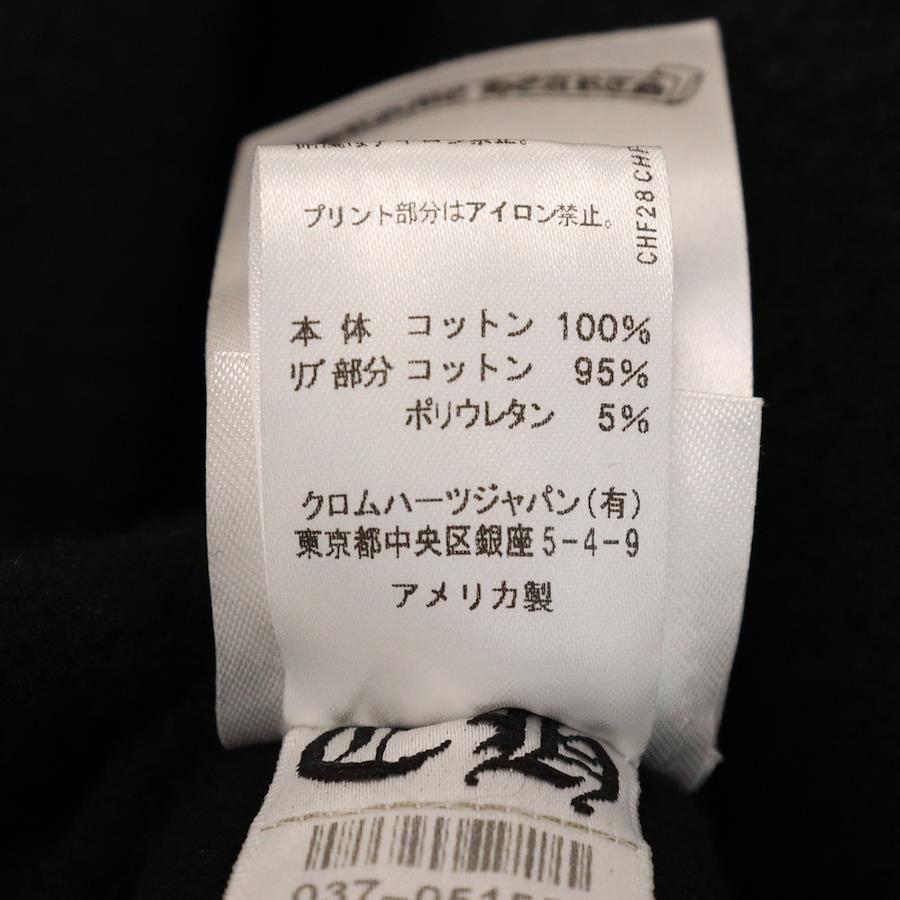 HEARTS
プリント部分はアイロン禁止。
CHF28
本体 コットン 100%
リブ部分 コットン 95%
ポリウレタン 5%
クロムハーツジャパン(有)
東京都中央区銀座5-4-9
アメリカ製
CH